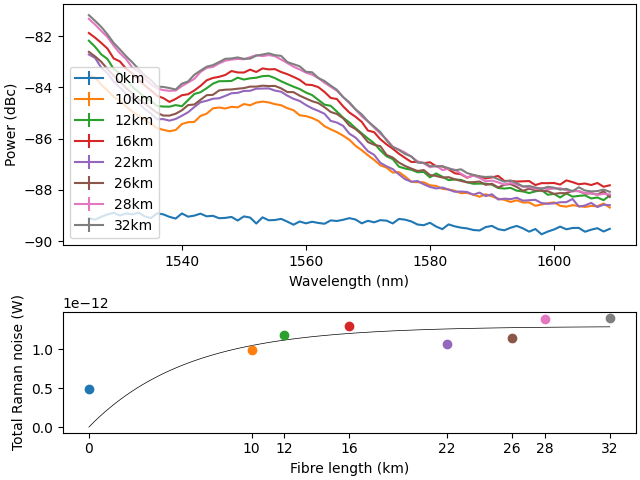 −82
−84
−86
−88
−90
Power (dBc)
0km
10km
12km
16km
22km
26km
28km
32km
1540
1560
1580
1600
Wavelength (nm)
1e−12
1.0
0.5
0.0
Total Raman noise (W)
0
10
12
16
22
26
28
32
Fibre length (km)